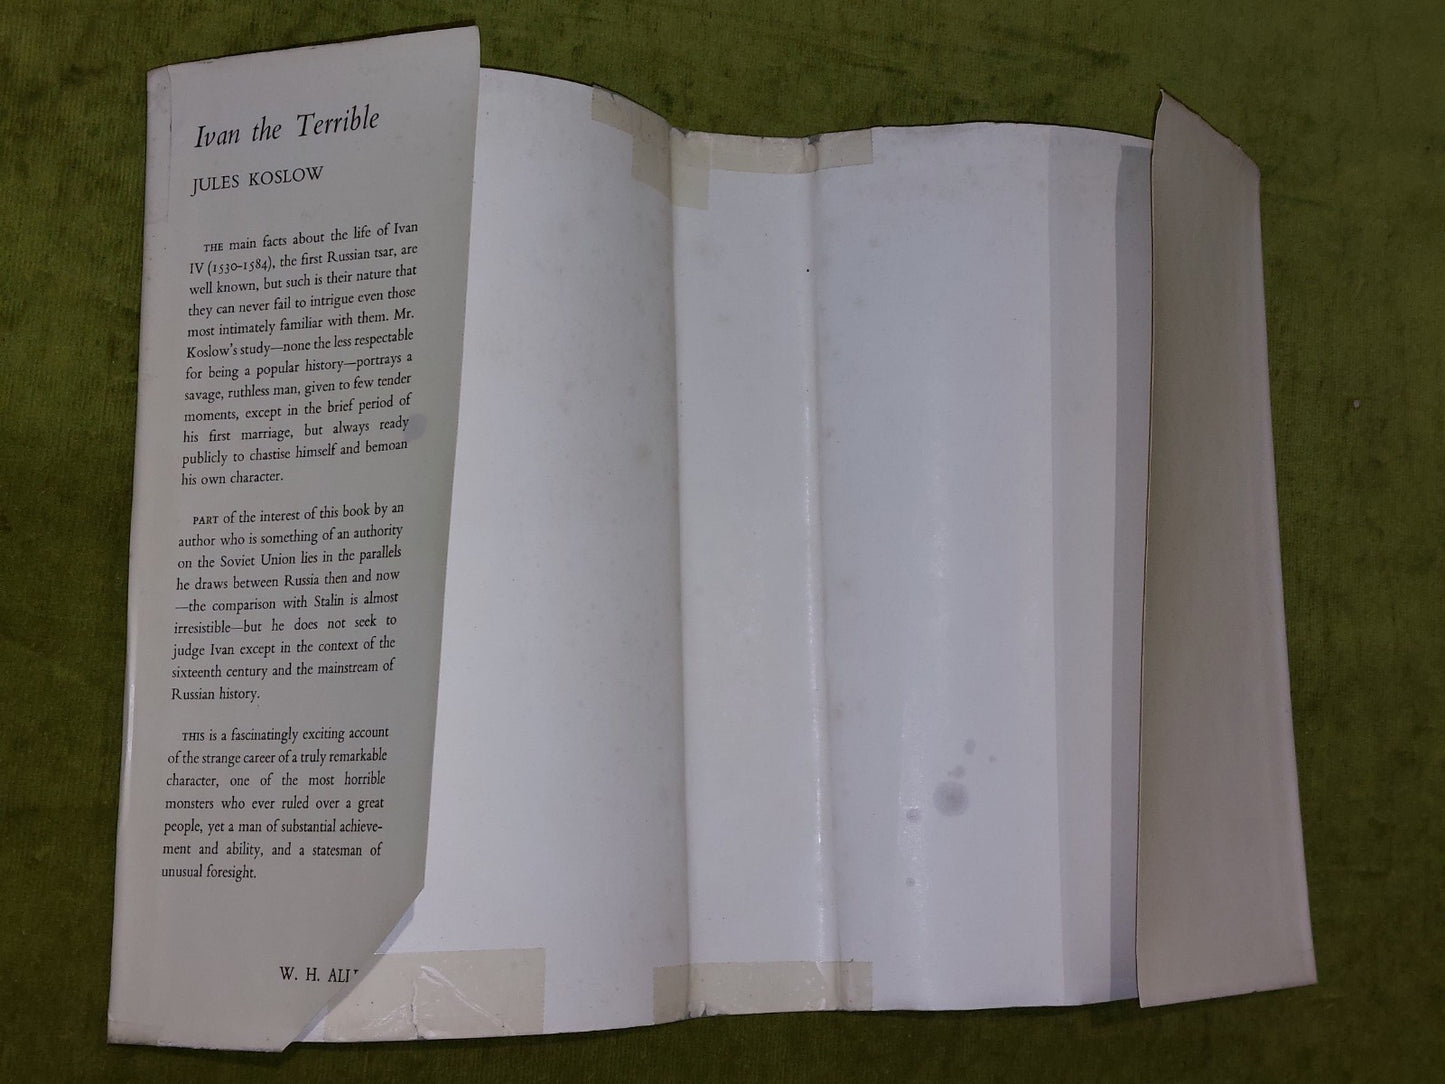 Ivan the Terrible
JULES KOSLOW
THE main facts about the life of Ivan
IV (1530–1584), the first Russian tsar, are
well known, but such is their nature that
they can never fail to intrigue even those
most intimately familiar with them. Mr.
Koslow's study—none the less respectable
for being a popular history—portrays a
savage, ruthless man, given to few tender
moments, except in the brief period of
his first marriage, but always ready
publicly to chastise himself and bemoan
his own character.
PART of the interest of this book by an
author who is something of an authority
on the Soviet Union lies in the parallels
he draws between Russia then and now
—the comparison with Stalin is almost
irresistible—but he does not seek to
judge Ivan except in the context of the
sixteenth century and the mainstream of
Russian history.
THIS is a fascinatingly exciting account
of the strange career of a truly remarkable
character, one of the most horrible
monsters who ever ruled over a great
people, yet a man of substantial achieve-
ment and ability, and a statesman of
unusual foresight.
W. H.